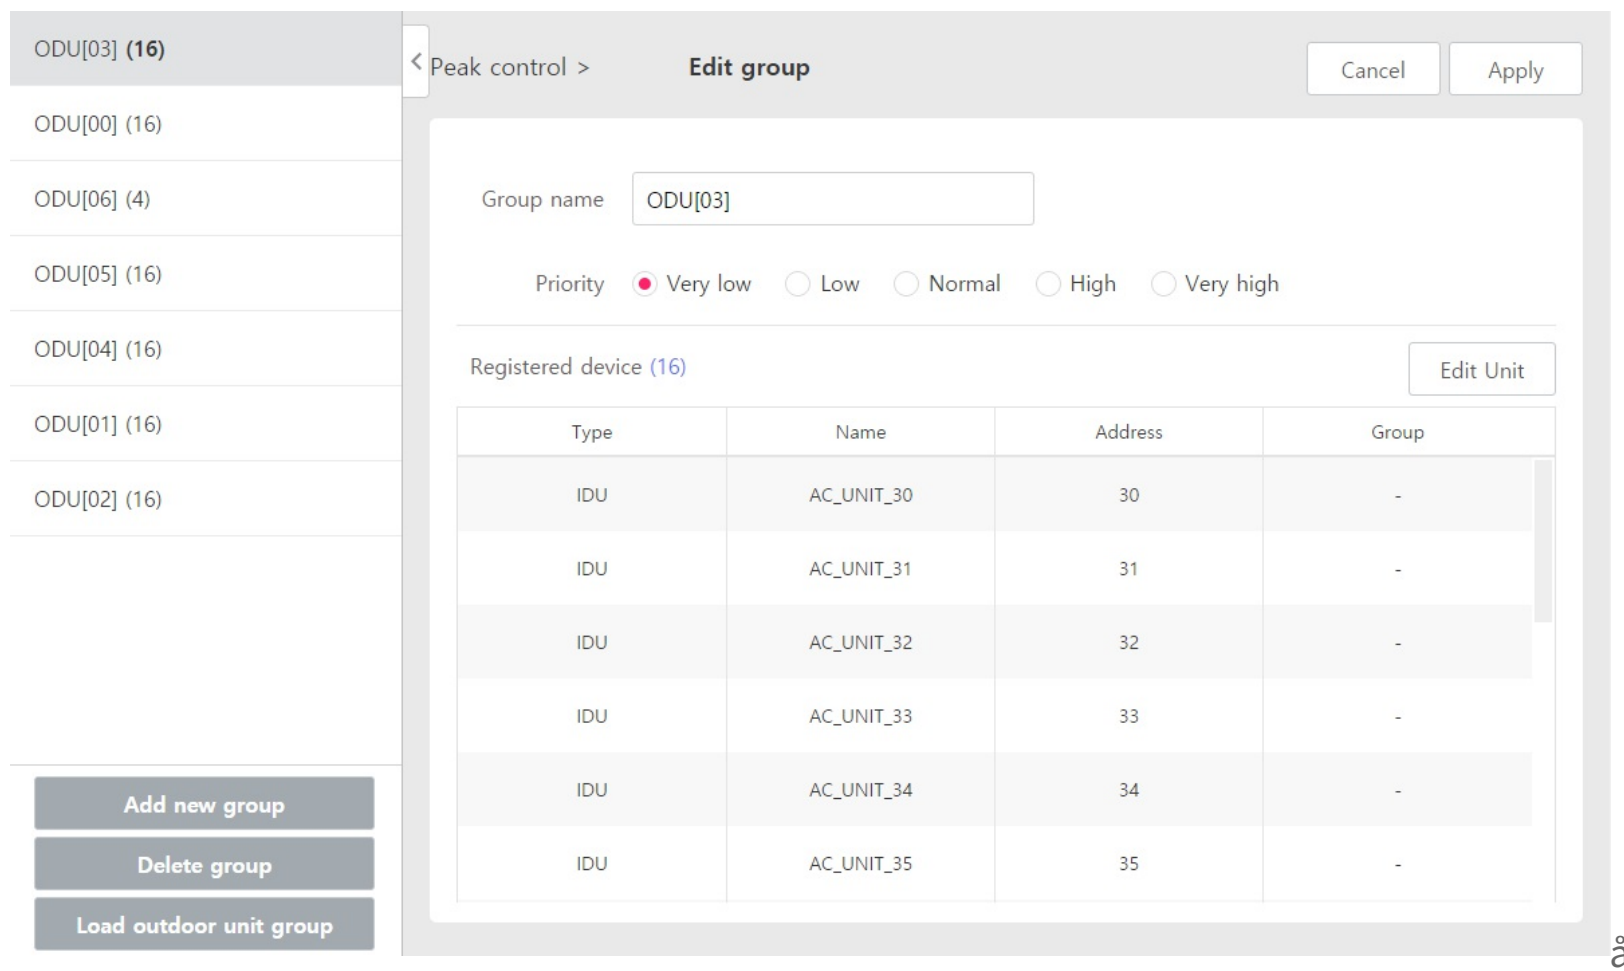 ODU[03] (16)
ODU[00] (16)
ODU[06] (4)
ODU[05] (16)
ODU[04] (16)
ODU[01] (16)
ODU[02] (16)
Add new group
Delete group
Load outdoor unit group
< Peak control > Edit group Cancel Apply
Group name ODU[03]
Priority Very low Low Normal High Very high
Registered device (16) Edit Unit
Type Name Address Group
IDU AC_UNIT_30 30 -
IDU AC_UNIT_31 31 -
IDU AC_UNIT_32 32 -
IDU AC_UNIT_33 33 -
IDU AC_UNIT_34 34 -
IDU AC_UNIT_35 35 -